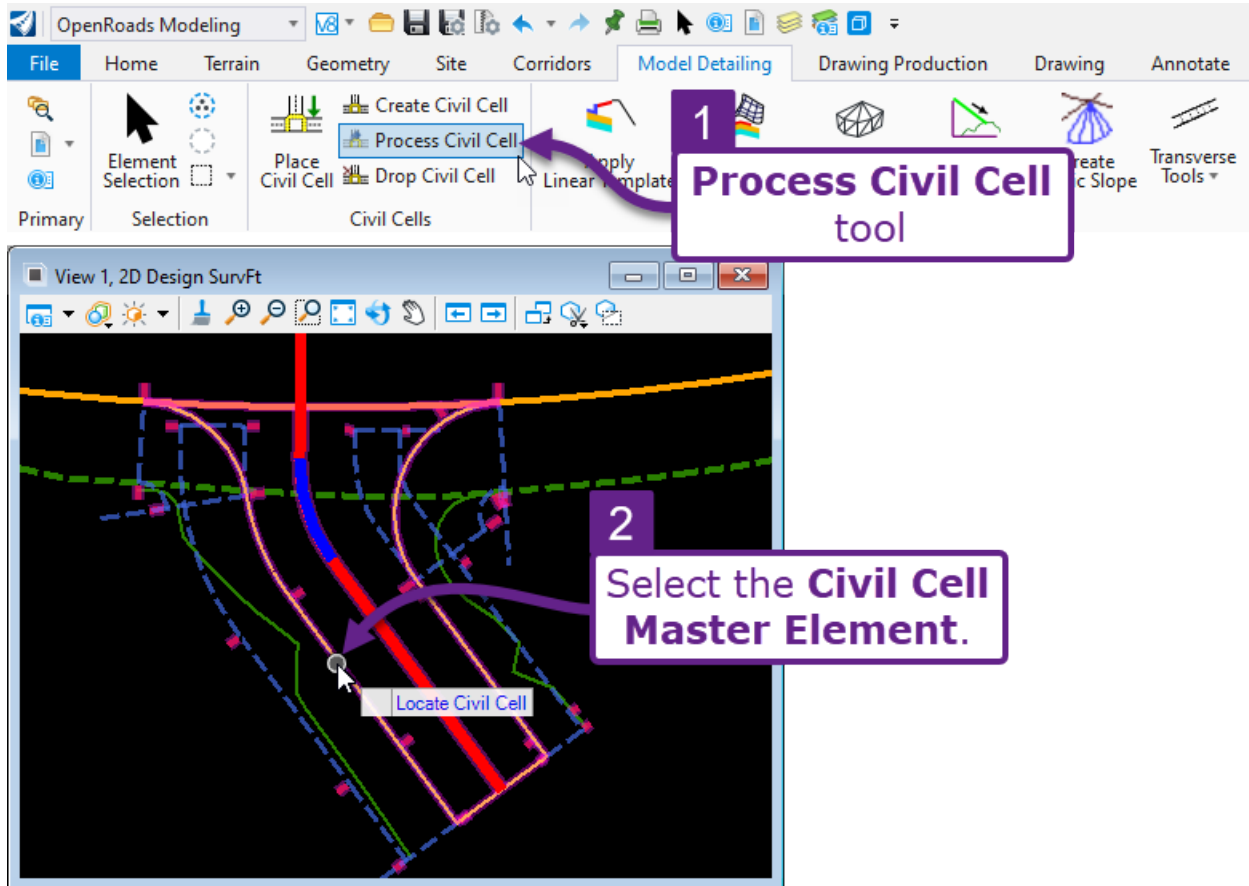 OpenRoads Modeling
File Home Terrain Geometry Site Corridors Model Detailing Drawing Production Drawing Annotate
Create Civil Cell
Process Civil Cell
Drop Civil Cell
Element
Selection
Place
Civil Cell
Linear Template
Slope
Transverse
Tools
Primary Selection Civil Cells
1
Process Civil Cell
tool
View 1, 2D Design SurvFt
2
Select the Civil Cell
Master Element.
Locate Civil Cell